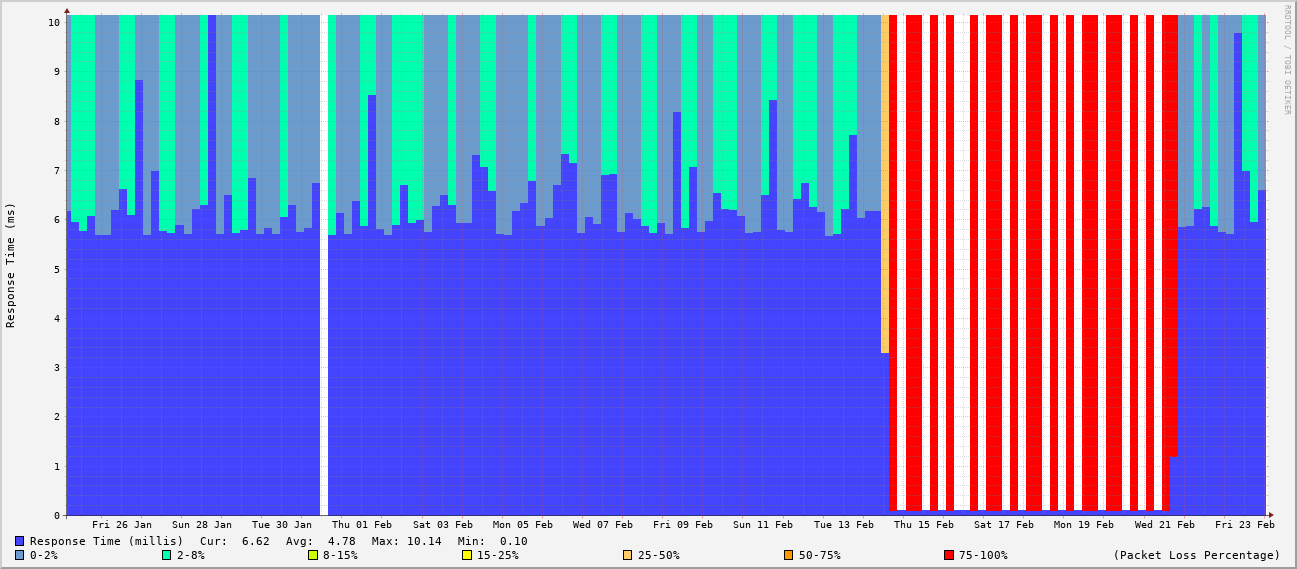 RRDTOOL / TOBI OETIKER
Response Time (ms)
10
9
8
7
6
5
4
3
2
1
0
Fri 26 Jan Sun 28 Jan Tue 30 Jan Thu 01 Feb Sat 03 Feb Mon 05 Feb Wed 07 Feb Fri 09 Feb Sun 11 Feb Tue 13 Feb Thu 15 Feb Sat 17 Feb Mon 19 Feb Wed 21 Feb Fri 23 Feb
Response Time (millis) Cur: 6.62 Avg: 4.78 Max: 10.14 Min: 0.10
0-2% 2-8% 8-15% 15-25% 25-50% 50-75% 75-100% (Packet Loss Percentage)